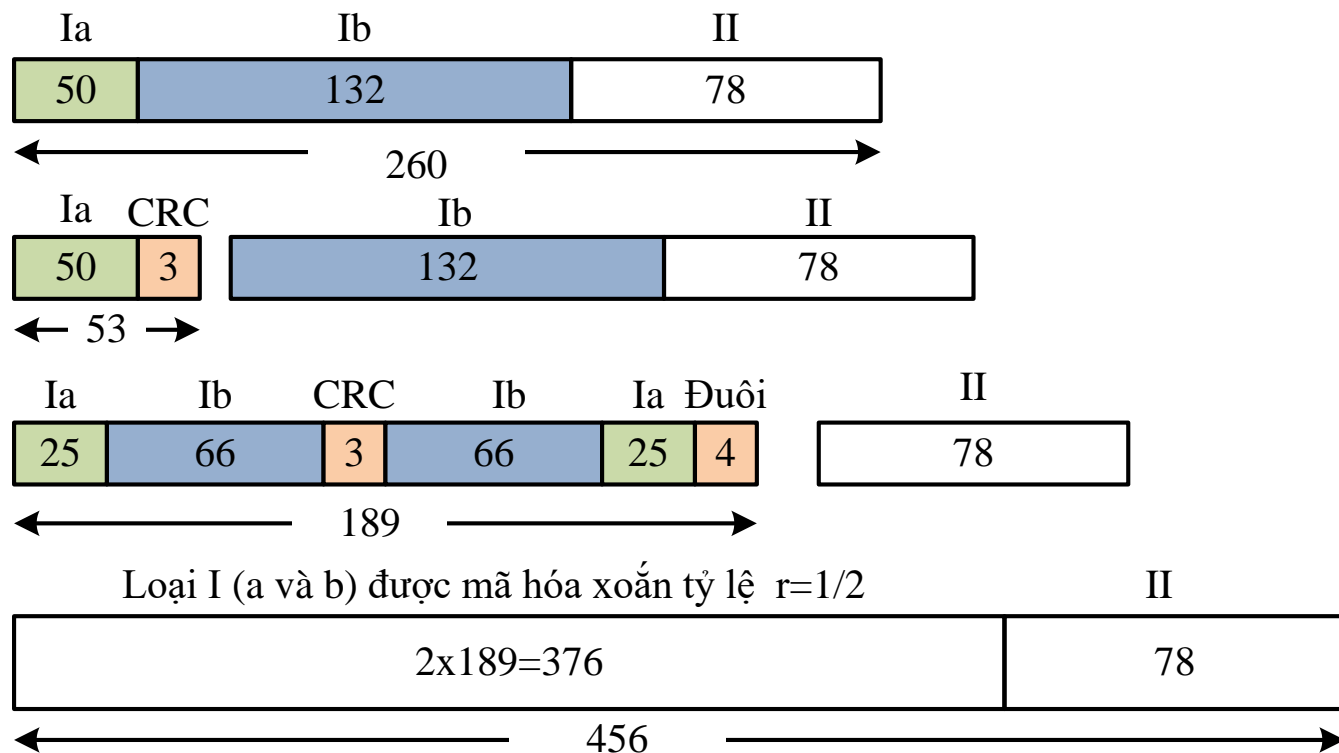 Ia Ib II
50 132 78
260
Ia CRC Ib II
50 3 132 78
53
Ia Ib CRC Ib Ia Đuôi II
25 66 3 66 25 4 78
189
Loại I (a và b) được mã hóa xoắn tỷ lệ r=1/2 II
2x189=376 78
456